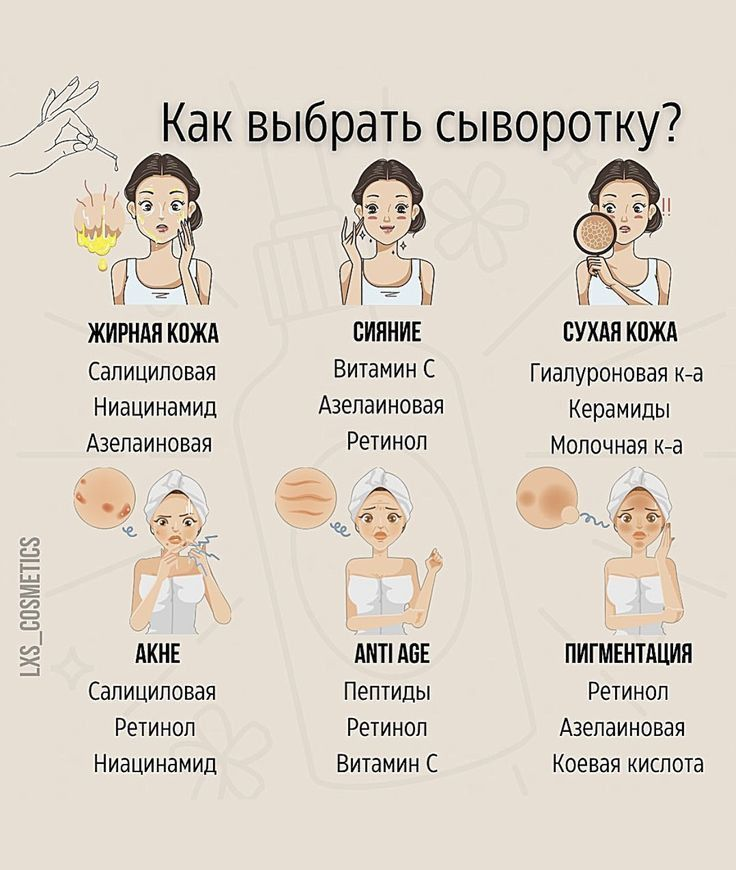 Как выбрать сыворотку?
ЖИРНАЯ КОЖА
Салициловая
Ниацинамид
Азелаиновая
СИЯНИЕ
Витамин С
Азелаиновая
Ретинол
СУХАЯ КОЖА
Гиалуроновая к-а
Керамиды
Молочная к-а
АКНЕ
Салициловая
Ретинол
Ниацинамид
ANTI AGE
Пептиды
Ретинол
Витамин С
ПИГМЕНТАЦИЯ
Ретинол
Азелаиновая
Коевая кислота
LXS_COSMETICS